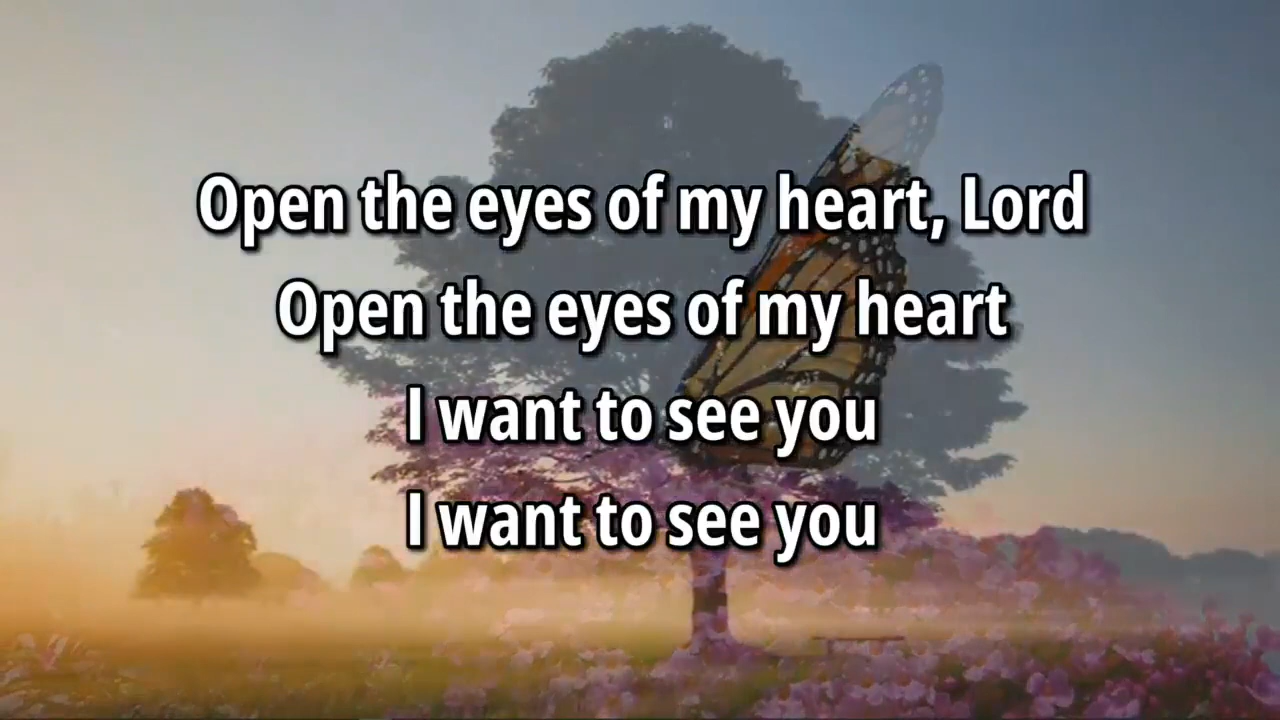 Open the eyes of my heart, Lord
Open the eyes of my heart
I want to see you
I want to see you